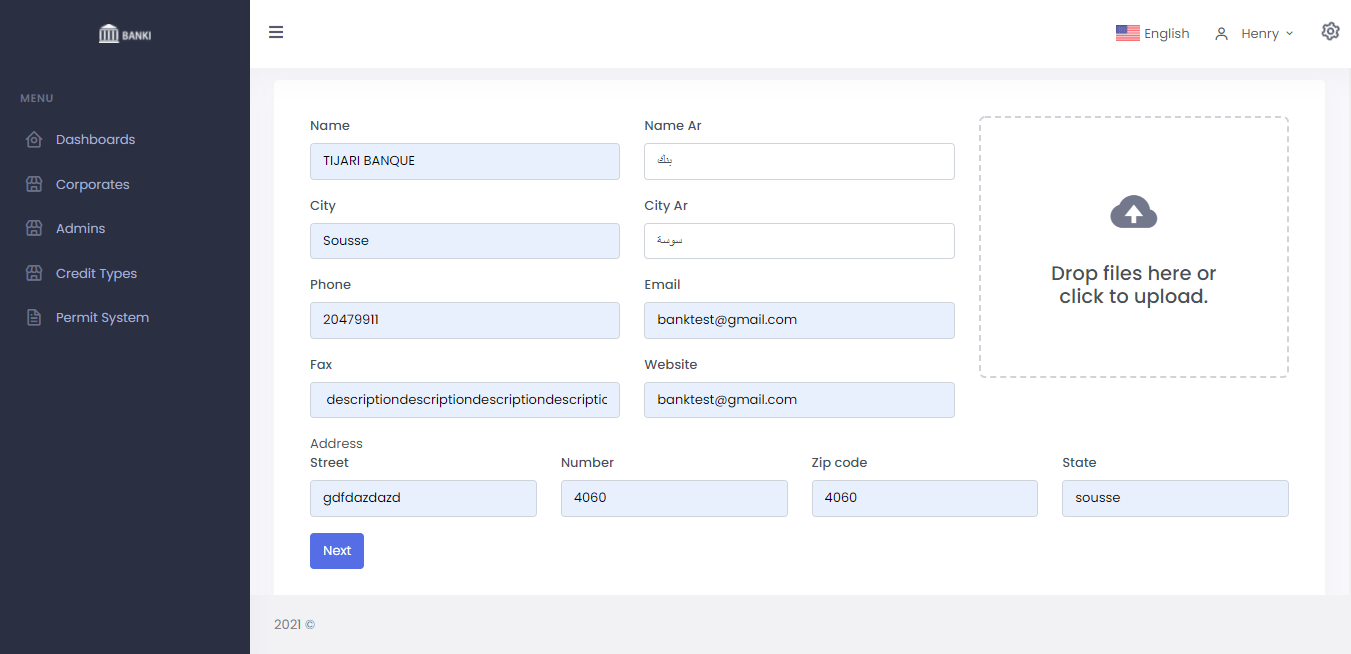 BANKI
English
Henry
MENU
Dashboards
Corporates
Admins
Credit Types
Permit System
Name
Name Ar
TIJARI BANQUE
بنك
City
City Ar
Sousse
سوسة
Phone
Email
20479911
banktest@gmail.com
Fax
Website
descriptiondescriptiondescriptiondescriptic
banktest@gmail.com
Drop files here or
click to upload.
Address
Street
Number
Zip code
State
gdfdazdazd
4060
4060
sousse
Next
2021 ©